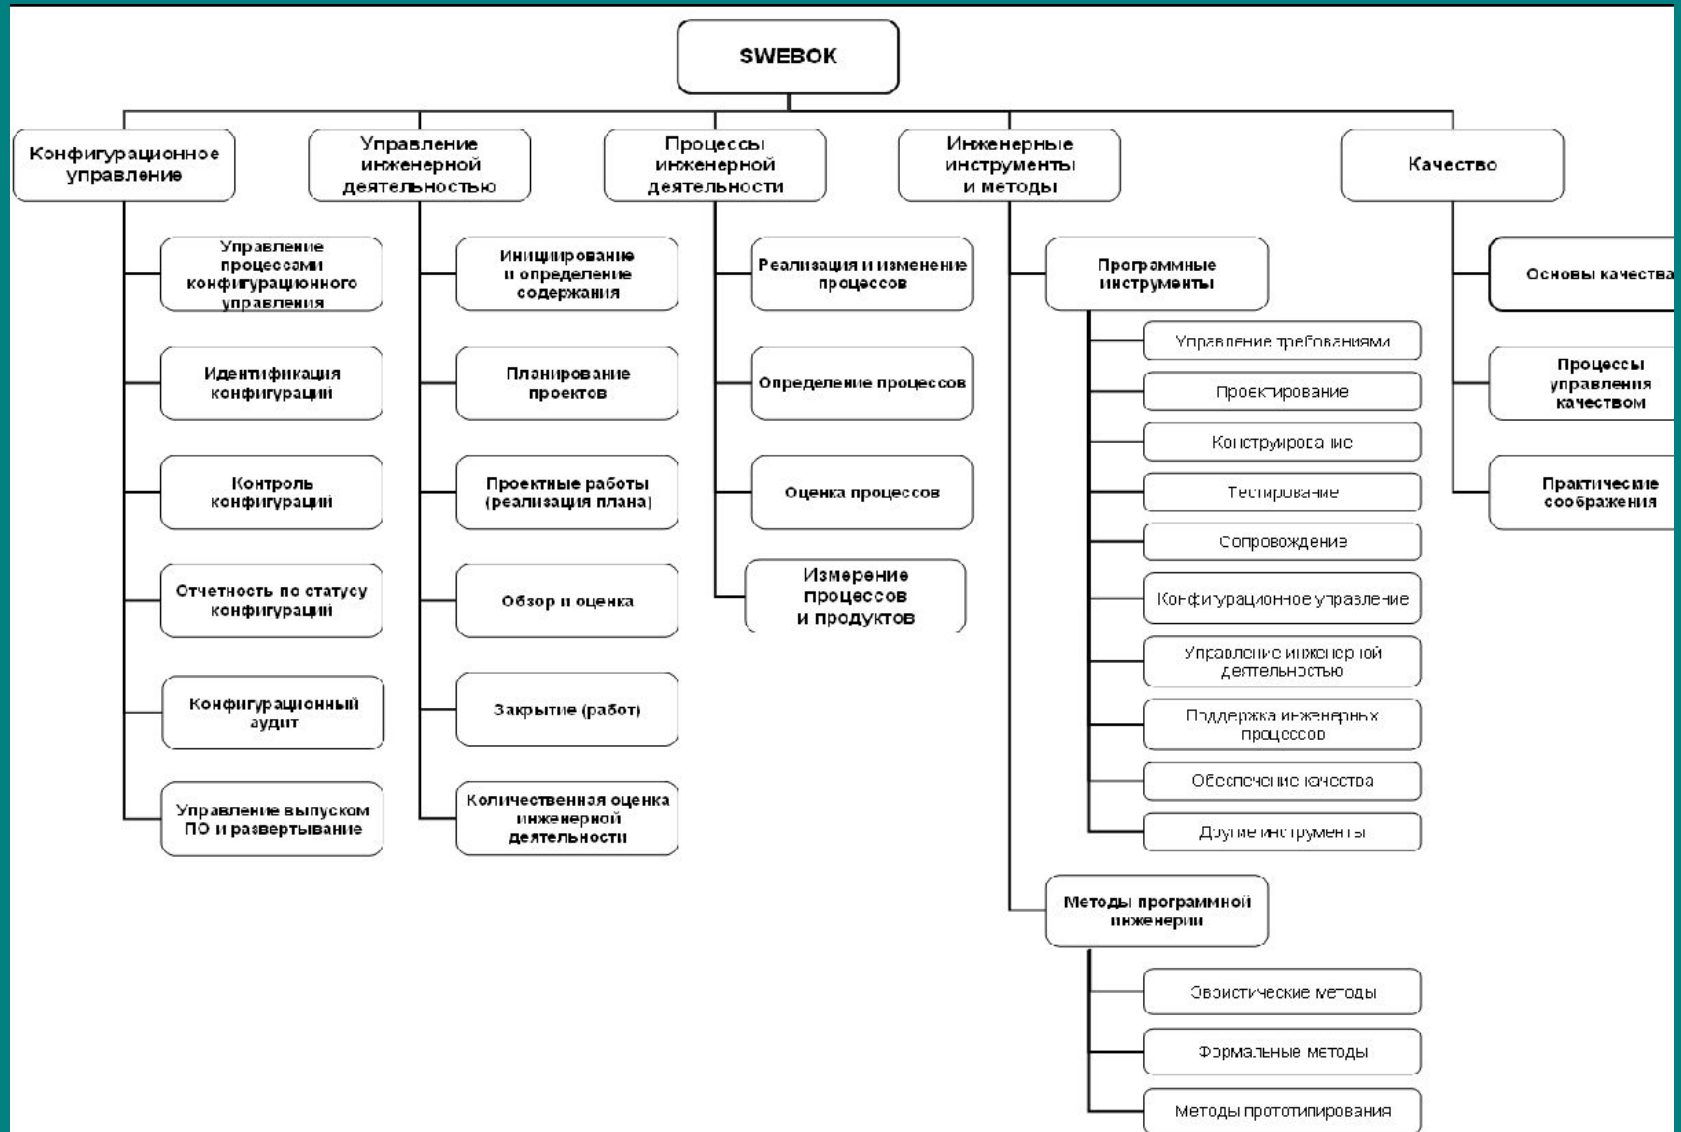 SWEBOK
Конфигурационное
управление
Управление
процессами
конфигурационного
управления
Идентификация
конфигураций
Контроль
конфигураций
Отчетность по статусу
конфигураций
Конфигурационный
аудит
Управление выпуском
ПО и развертывание
Управление
инженерной
деятельностью
Инициирование
и определение
содержания
Планирование
проектов
Проектные работы
(реализация плана)
Обзор и оценка
Закрытие (работ)
Количественная оценка
инженерной
деятельности
Процессы
инженерной
деятельности
Реализация и изменение
процессов
Определение процессов
Оценка процессов
Измерение
процессов
и продуктов
Инженерные
инструменты
и методы
Программные
инструменты
Управление требованиями
Проектирование
Конструирование
Тестирование
Сопровождение
Конфигурационное управление
Управление инженерной
деятельностью
Поддержка инженерных
процессов
Обеспечение качества
Другие инструменты
Методы программной
инженерии
Эвристические методы
Формальные методы
Методы прототипирования
Качество
Основы качества
Процессы
управления
качеством
Практические
соображения